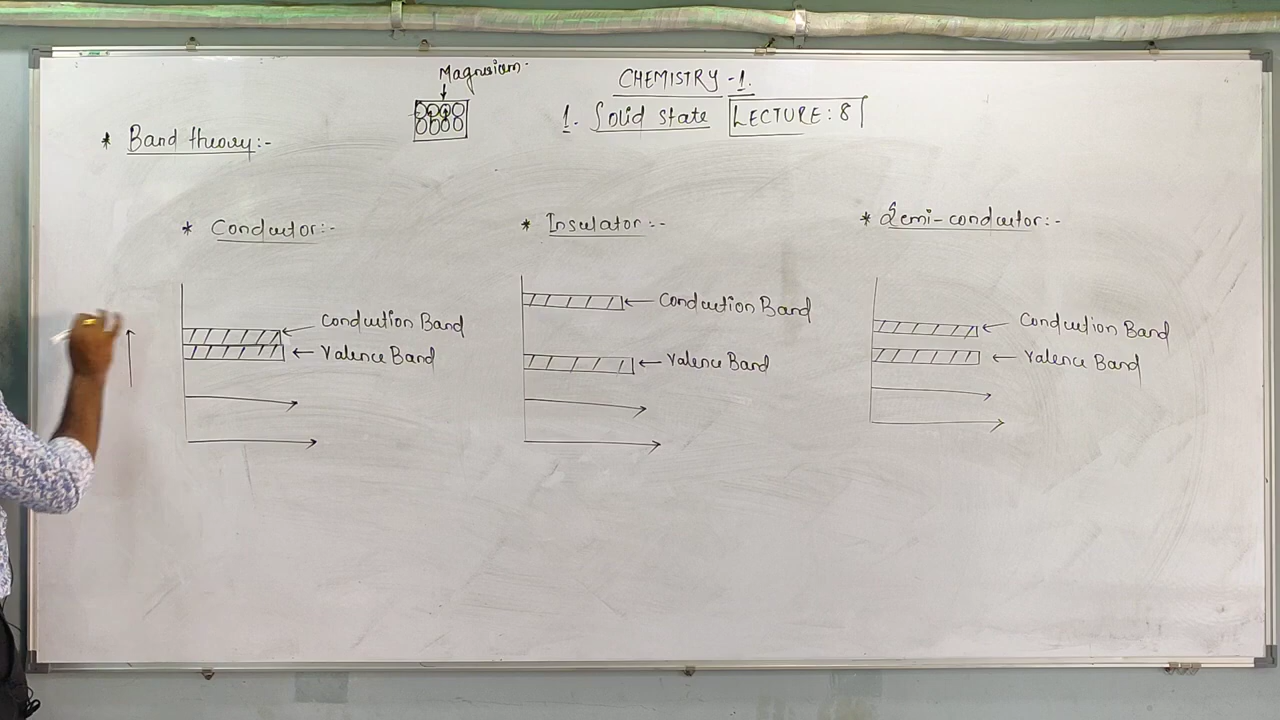 Magnesium.
CHEMISTRY - 1.
1. Solid state LECTURE: 8
* Band theory:-
* Conductor:-
* Insulator:-
* Semi-conductor:-
Conduction Band
Valence Band
Conduction Band
Valence Band
Conduction Band
Valence Band